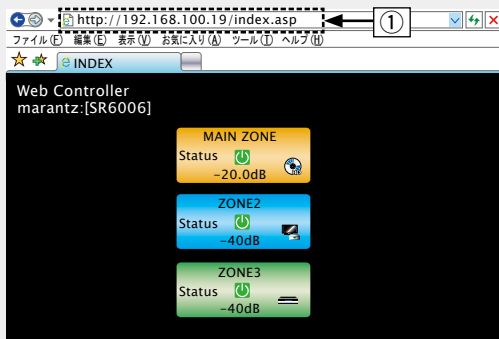 http://192.168.100.19/index.asp
①
ファイル(F) 編集(E) 表示(V) お気に入り(A) ツール(T) ヘルプ(H)
INDEX
Web Controller
marantz:[SR6006]
MAIN ZONE
Status
-20.0dB
ZONE2
Status
-40dB
ZONE3
Status
-40dB